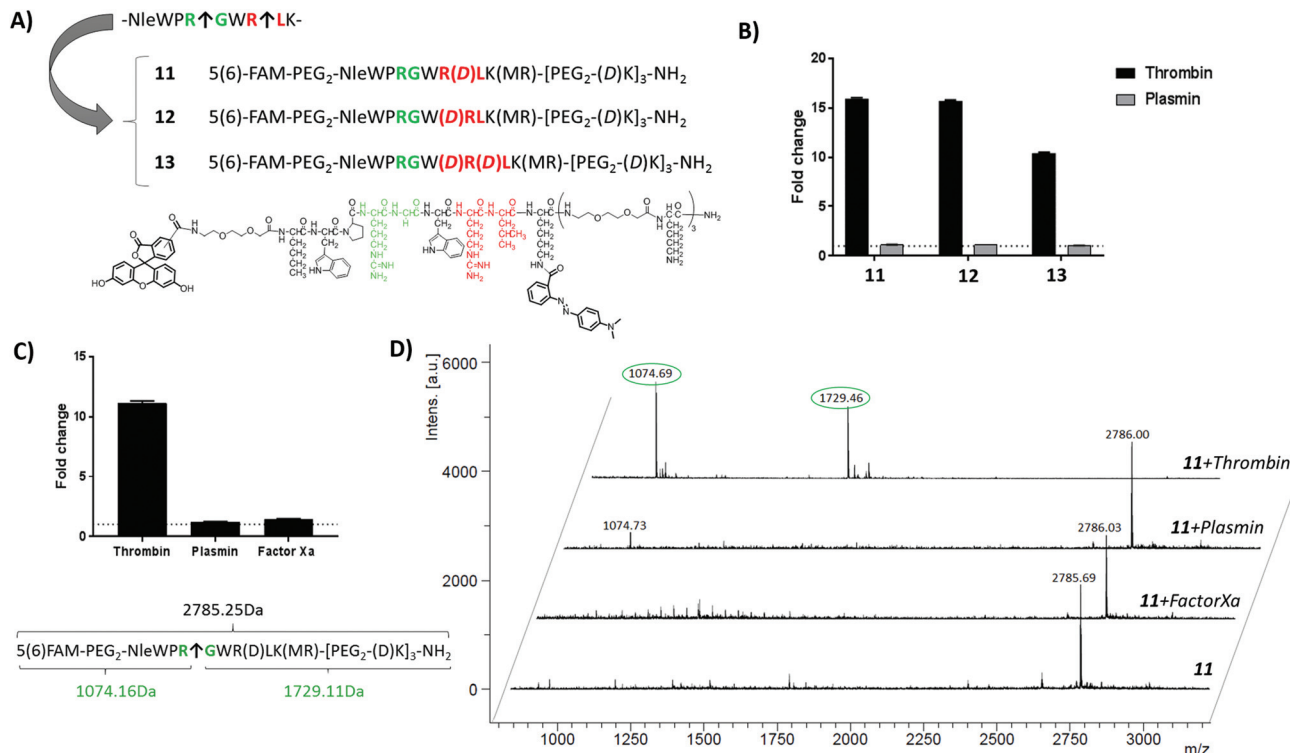 A)
-NleWPR↑GWR↑LK-
11 5(6)-FAM-PEG2-NleWPRGWR(D)LK(MR)-[PEG2-(D)K]3-NH2
12 5(6)-FAM-PEG2-NleWPRGW(D)RLK(MR)-[PEG2-(D)K]3-NH2
13 5(6)-FAM-PEG2-NleWPRGW(D)R(D)LK(MR)-[PEG2-(D)K]3-NH2
B)
Fold change
20
15
10
5
0
11 12 13
Thrombin
Plasmin
C)
Fold change
15
10
5
0
Thrombin Plasmin Factor Xa
2785.25Da
5(6)FAM-PEG2-NleWPR↑GWR(D)LK(MR)-[PEG2-(D)K]3-NH2
1074.16Da 1729.11Da
D)
Intens. [a.u.]
6000
4000
2000
0
1074.69
1729.46
11+Thrombin
2786.00
1074.73
11+Plasmin
2786.03
11+FactorXa
2785.69
11
1000 1250 1500 1750 2000 2250 2500 2750 3000
m/z